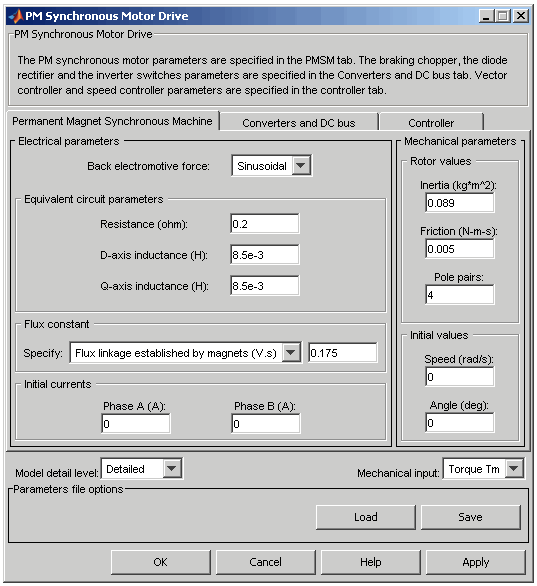 PM Synchronous Motor Drive
PM Synchronous Motor Drive
The PM synchronous motor parameters are specified in the PMSM tab. The braking chopper, the diode
rectifier and the inverter switches parameters are specified in the Converters and DC bus tab. Vector
controller and speed controller parameters are specified in the controller tab.
Permanent Magnet Synchronous Machine
Converters and DC bus
Controller
Electrical parameters
Back electromotive force:
Sinusoidal
Equivalent circuit parameters
Resistance (ohm):
0.2
D-axis inductance (H):
8.5e-3
Q-axis inductance (H):
8.5e-3
Flux constant
Specify:
Flux linkage established by magnets (V.s)
0.175
Initial currents
Phase A (A):
0
Phase B (A):
0
Mechanical parameters
Rotor values
Inertia (kg*m^2):
0.089
Friction (N-m-s):
0.005
Pole pairs:
4
Initial values
Speed (rad/s):
0
Angle (deg):
0
Model detail level:
Detailed
Mechanical input:
Torque Tm
Parameters file options
Load
Save
OK
Cancel
Help
Apply